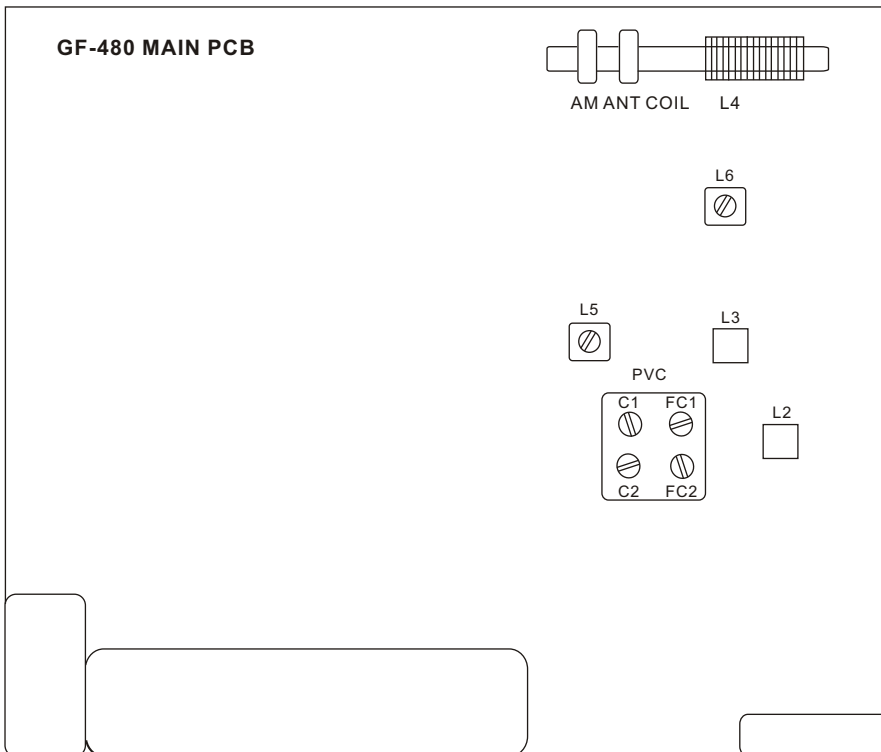 GF-480 MAIN PCB
AM ANT COIL L4
L6
L5
L3
PVC
C1 FC1
L2
C2 FC2